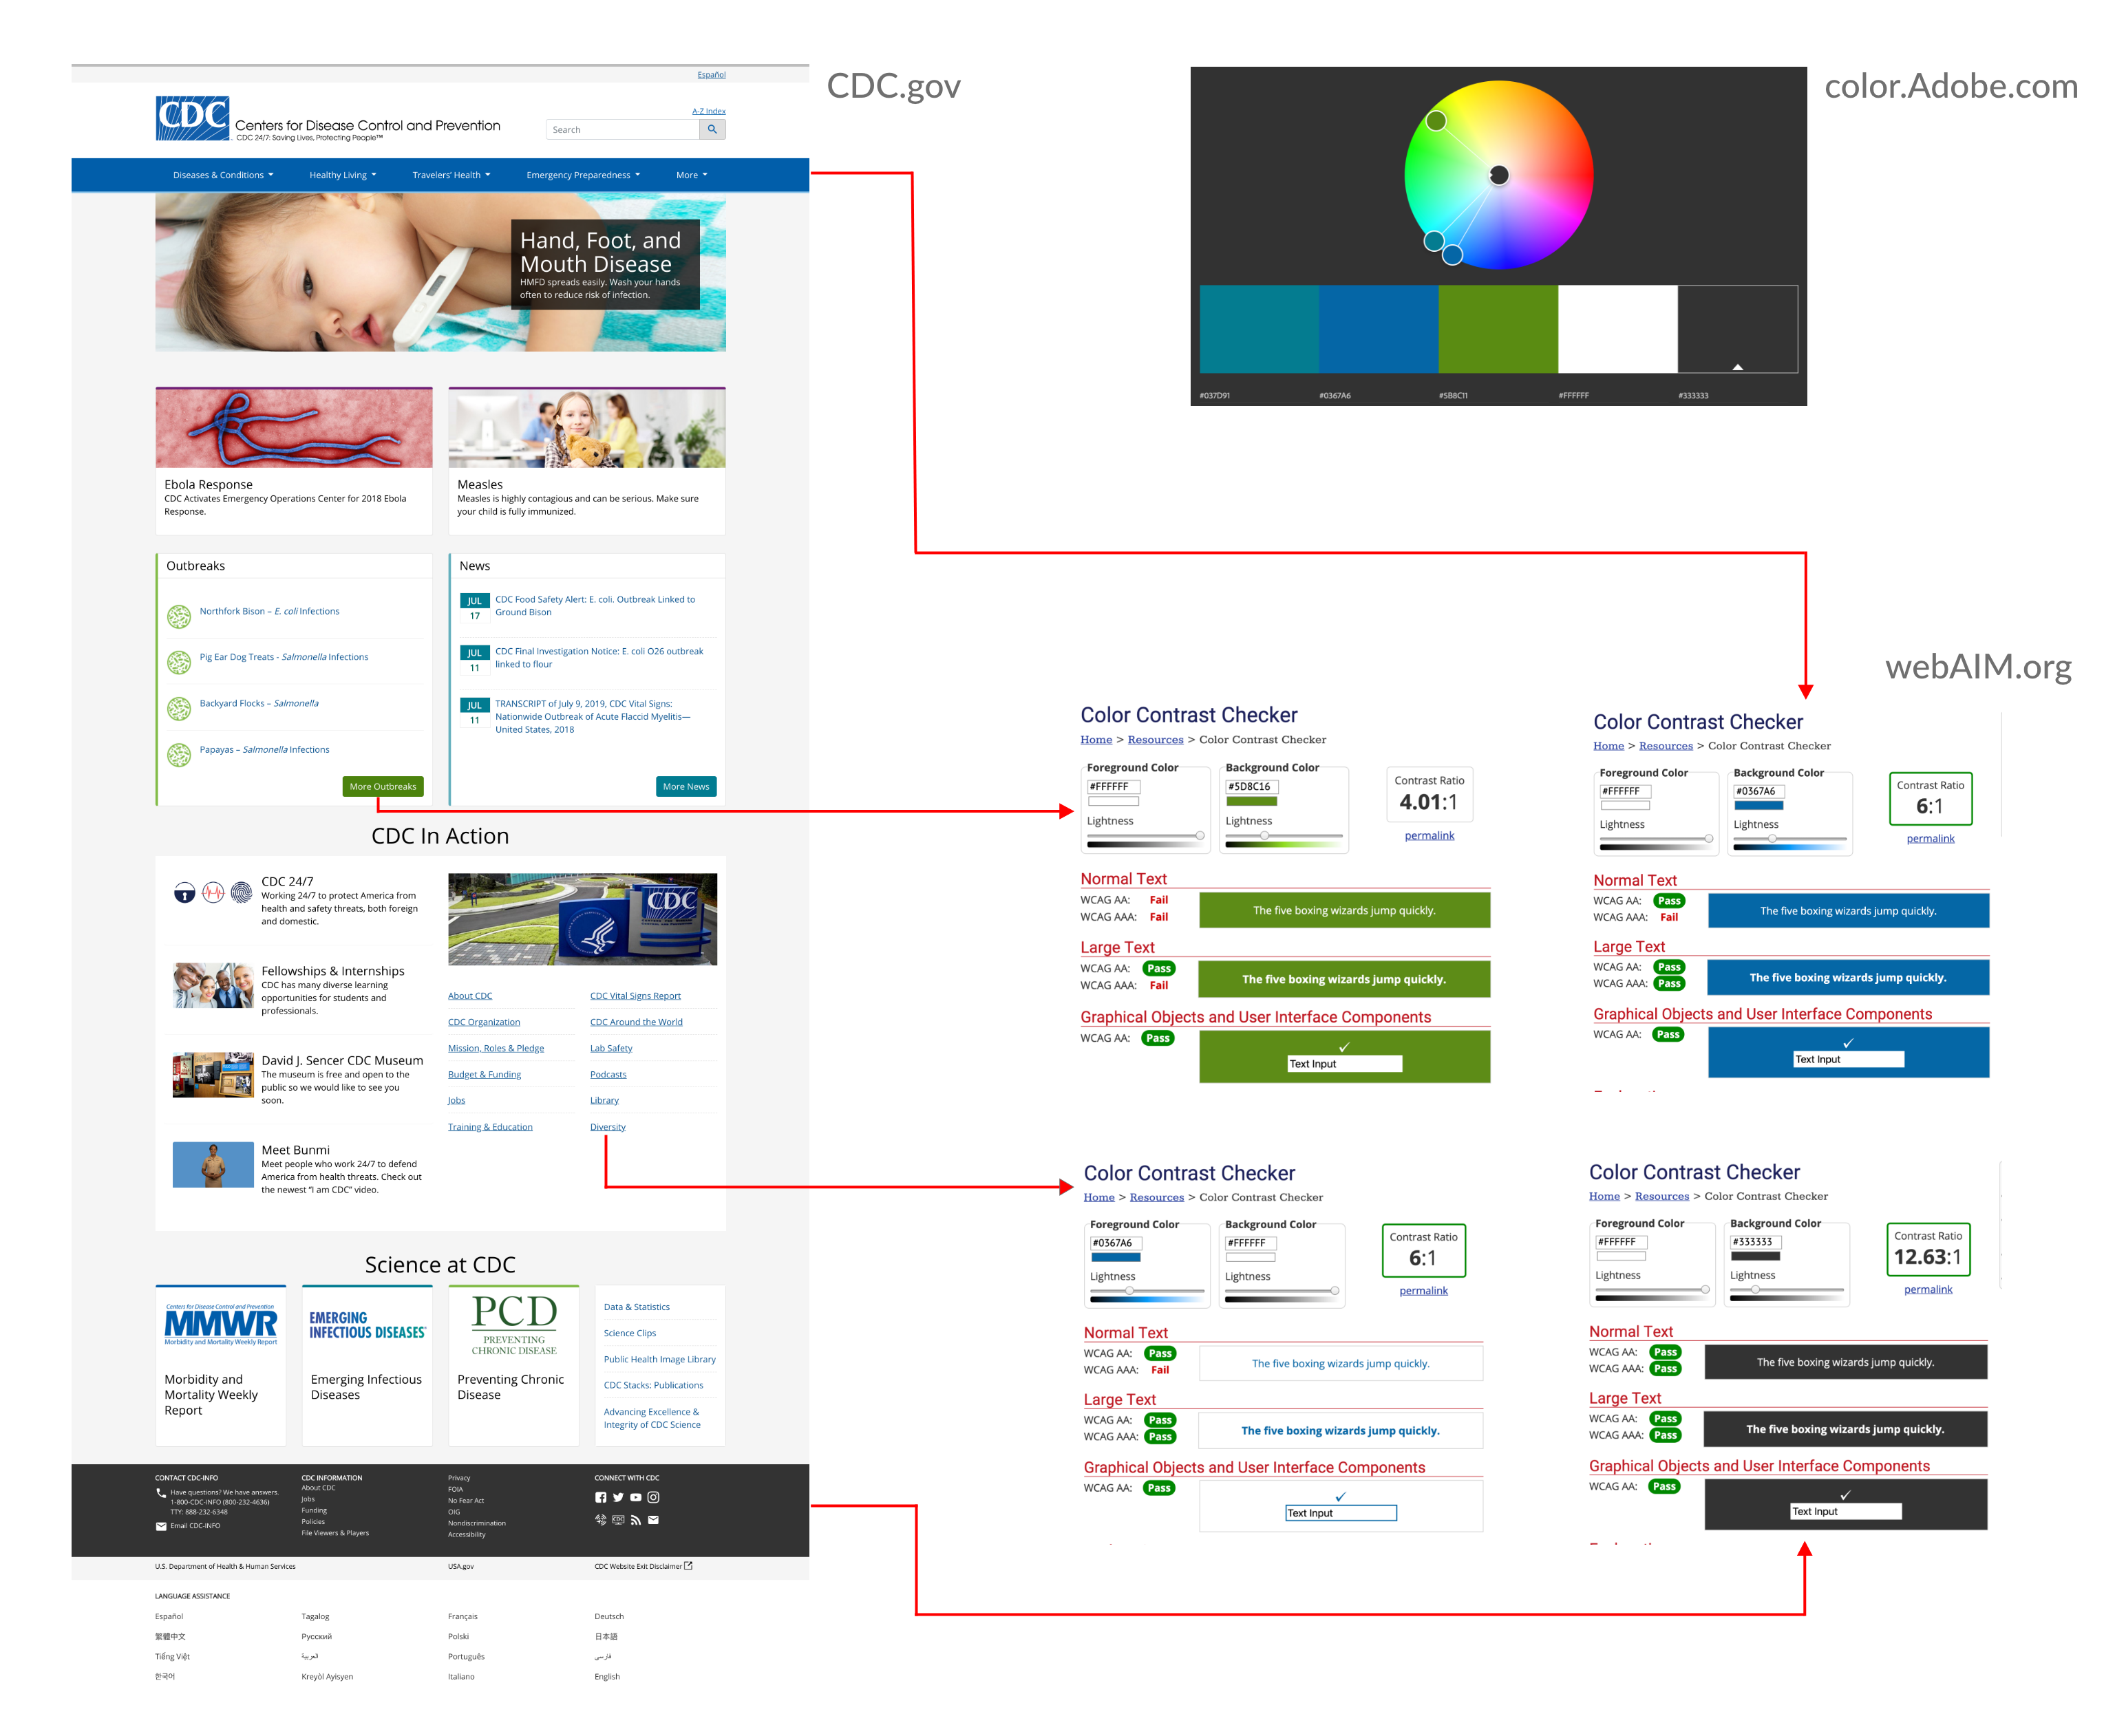 Español
CDC.gov
color.Adobe.com
CDC
Centers for Disease Control and Prevention
CDC 24/7: Saving Lives. Protecting People™
A-Z Index
Search
Diseases & Conditions
Healthy Living
Travelers' Health
Emergency Preparedness
More
Hand, Foot, and
Mouth Disease
HMFD spreads easily. Wash your hands
often to reduce risk of infection.
#037D91
#0367A6
#5B8C11
#FFFFFF
#333333
Ebola Response
CDC Activates Emergency Operations Center for 2018 Ebola
Response.
Measles
Measles is highly contagious and can be serious. Make sure
your child is fully immunized.
Outbreaks
Northfork Bison – E. coli Infections
Pig Ear Dog Treats - Salmonella Infections
Backyard Flocks – Salmonella
Papayas – Salmonella Infections
More Outbreaks
News
JUL
17
CDC Food Safety Alert: E. coli. Outbreak Linked to
Ground Bison
JUL
11
CDC Final Investigation Notice: E. coli O26 outbreak
linked to flour
JUL
11
TRANSCRIPT of July 9, 2019, CDC Vital Signs:
Nationwide Outbreak of Acute Flaccid Myelitis—
United States, 2018
More News
CDC In Action
CDC 24/7
Working 24/7 to protect America from
health and safety threats, both foreign
and domestic.
Fellowships & Internships
CDC has many diverse learning
opportunities for students and
professionals.
David J. Sencer CDC Museum
The museum is free and open to the
public so we would like to see you
soon.
Meet Bunmi
Meet people who work 24/7 to defend
America from health threats. Check out
the newest "I am CDC" video.
CDC
About CDC
CDC Organization
Mission, Roles & Pledge
Budget & Funding
Jobs
Training & Education
CDC Vital Signs Report
CDC Around the World
Lab Safety
Podcasts
Library
Diversity
Science at CDC
Centers for Disease Control and Prevention
MMWR
Morbidity and Mortality Weekly Report
Morbidity and
Mortality Weekly
Report
EMERGING
INFECTIOUS DISEASES
Emerging Infectious
Diseases
PCD
PREVENTING
CHRONIC DISEASE
Preventing Chronic
Disease
Data & Statistics
Science Clips
Public Health Image Library
CDC Stacks: Publications
Advancing Excellence &
Integrity of CDC Science
CONTACT CDC-INFO
Have questions? We have answers.
1-800-CDC-INFO (800-232-4636)
TTY: 888-232-6348
Email CDC-INFO
CDC INFORMATION
About CDC
Jobs
Funding
Policies
File Viewers & Players
Privacy
FOIA
No Fear Act
OIG
Nondiscrimination
Accessibility
CONNECT WITH CDC
U.S. Department of Health & Human Services
USA.gov
CDC Website Exit Disclaimer
LANGUAGE ASSISTANCE
Español
Tagalog
Français
Deutsch
繁體中文
Русский
Polski
日本語
Tiếng Việt
العربية
Português
فارسی
한국어
Kreyòl Ayisyen
Italiano
English
webAIM.org
Color Contrast Checker
Home > Resources > Color Contrast Checker
Foreground Color
#FFFFFF
Lightness
Background Color
#5D8C16
Lightness
Contrast Ratio
4.01:1
permalink
Normal Text
WCAG AA: Fail
WCAG AAA: Fail
The five boxing wizards jump quickly.
Large Text
WCAG AA: Pass
WCAG AAA: Fail
The five boxing wizards jump quickly.
Graphical Objects and User Interface Components
WCAG AA: Pass
Text Input
Color Contrast Checker
Home > Resources > Color Contrast Checker
Foreground Color
#FFFFFF
Lightness
Background Color
#0367A6
Lightness
Contrast Ratio
6:1
permalink
Normal Text
WCAG AA: Pass
WCAG AAA: Fail
The five boxing wizards jump quickly.
Large Text
WCAG AA: Pass
WCAG AAA: Pass
The five boxing wizards jump quickly.
Graphical Objects and User Interface Components
WCAG AA: Pass
Text Input
Color Contrast Checker
Home > Resources > Color Contrast Checker
Foreground Color
#0367A6
Lightness
Background Color
#FFFFFF
Lightness
Contrast Ratio
6:1
permalink
Normal Text
WCAG AA: Pass
WCAG AAA: Fail
The five boxing wizards jump quickly.
Large Text
WCAG AA: Pass
WCAG AAA: Pass
The five boxing wizards jump quickly.
Graphical Objects and User Interface Components
WCAG AA: Pass
Text Input
Color Contrast Checker
Home > Resources > Color Contrast Checker
Foreground Color
#FFFFFF
Lightness
Background Color
#333333
Lightness
Contrast Ratio
12.63:1
permalink
Normal Text
WCAG AA: Pass
WCAG AAA: Pass
The five boxing wizards jump quickly.
Large Text
WCAG AA: Pass
WCAG AAA: Pass
The five boxing wizards jump quickly.
Graphical Objects and User Interface Components
WCAG AA: Pass
Text Input